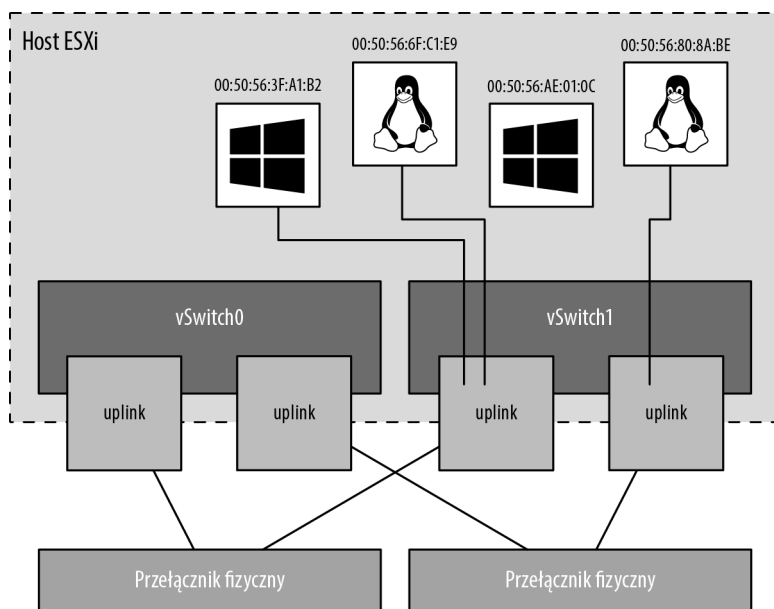 Host ESXi
00:50:56:6F:C1:E9
00:50:56:80:8A:BE
00:50:56:3F:A1:B2
00:50:56:AE:01:0C
vSwitch0
vSwitch1
uplink
uplink
uplink
uplink
Przełącznik fizyczny
Przełącznik fizyczny